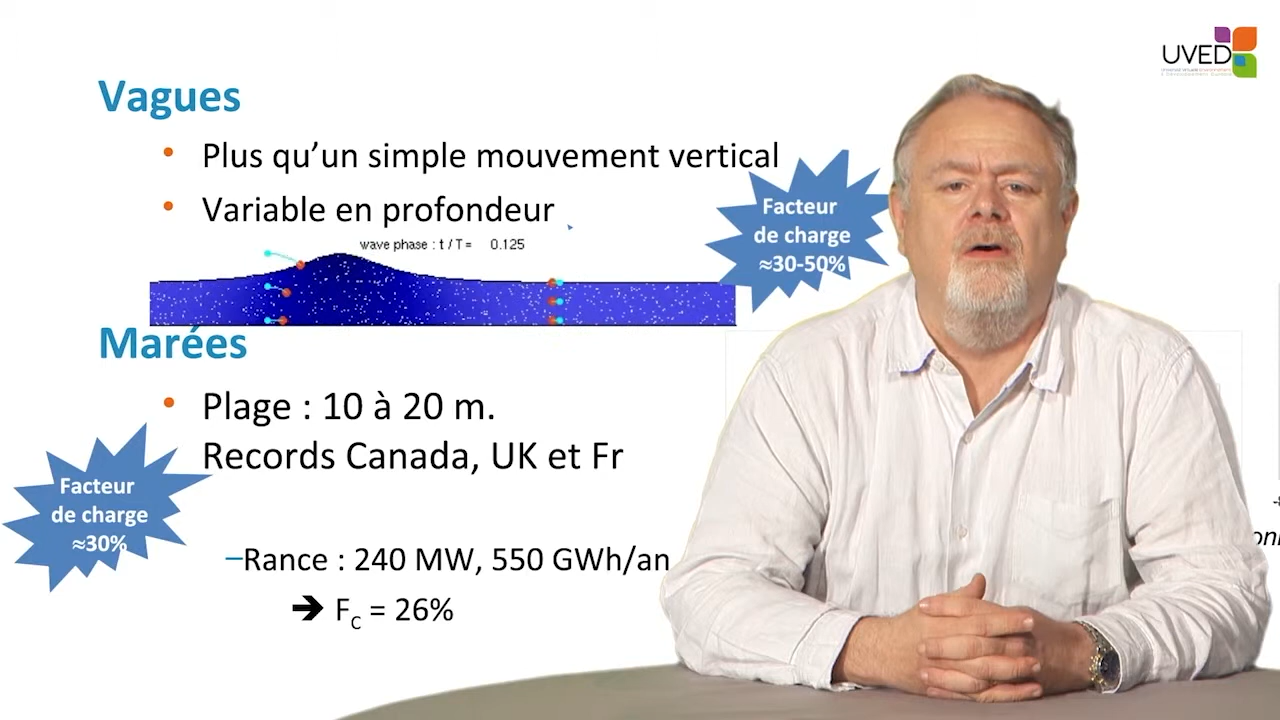 UVED
Vagues
• Plus qu’un simple mouvement vertical
• Variable en profondeur
wave phase : t / T = 0.125
Facteur
de charge
≈30-50%
Marées
• Plage : 10 à 20 m.
Records Canada, UK et Fr
Facteur
de charge
≈30%
–Rance : 240 MW, 550 GWh/an
➔ FC = 26%